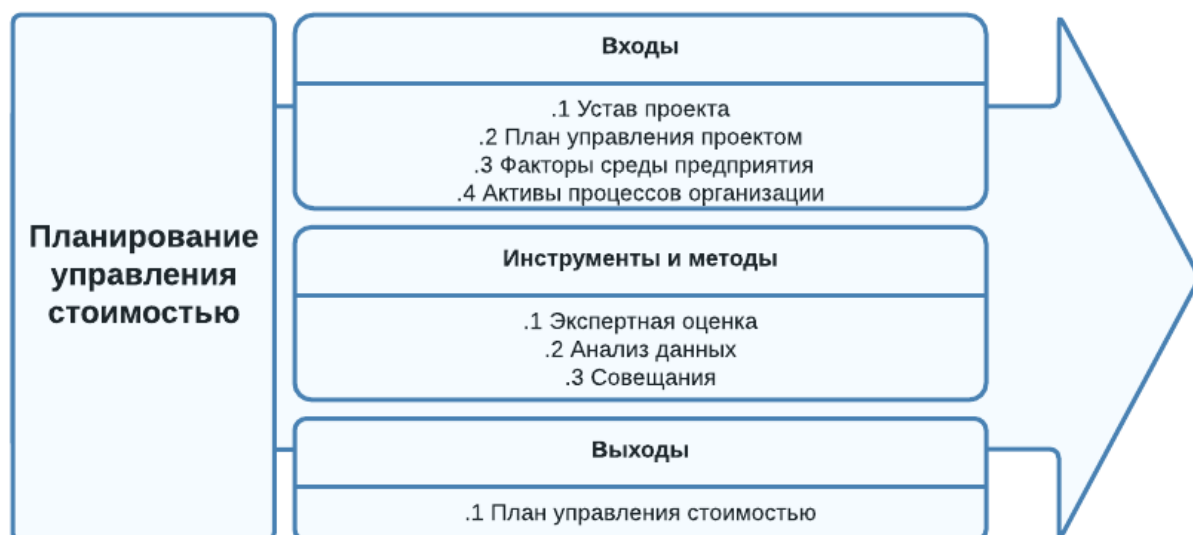 Планирование
управления
стоимостью
Входы
.1 Устав проекта
.2 План управления проектом
.3 Факторы среды предприятия
.4 Активы процессов организации
Инструменты и методы
.1 Экспертная оценка
.2 Анализ данных
.3 Совещания
Выходы
.1 План управления стоимостью